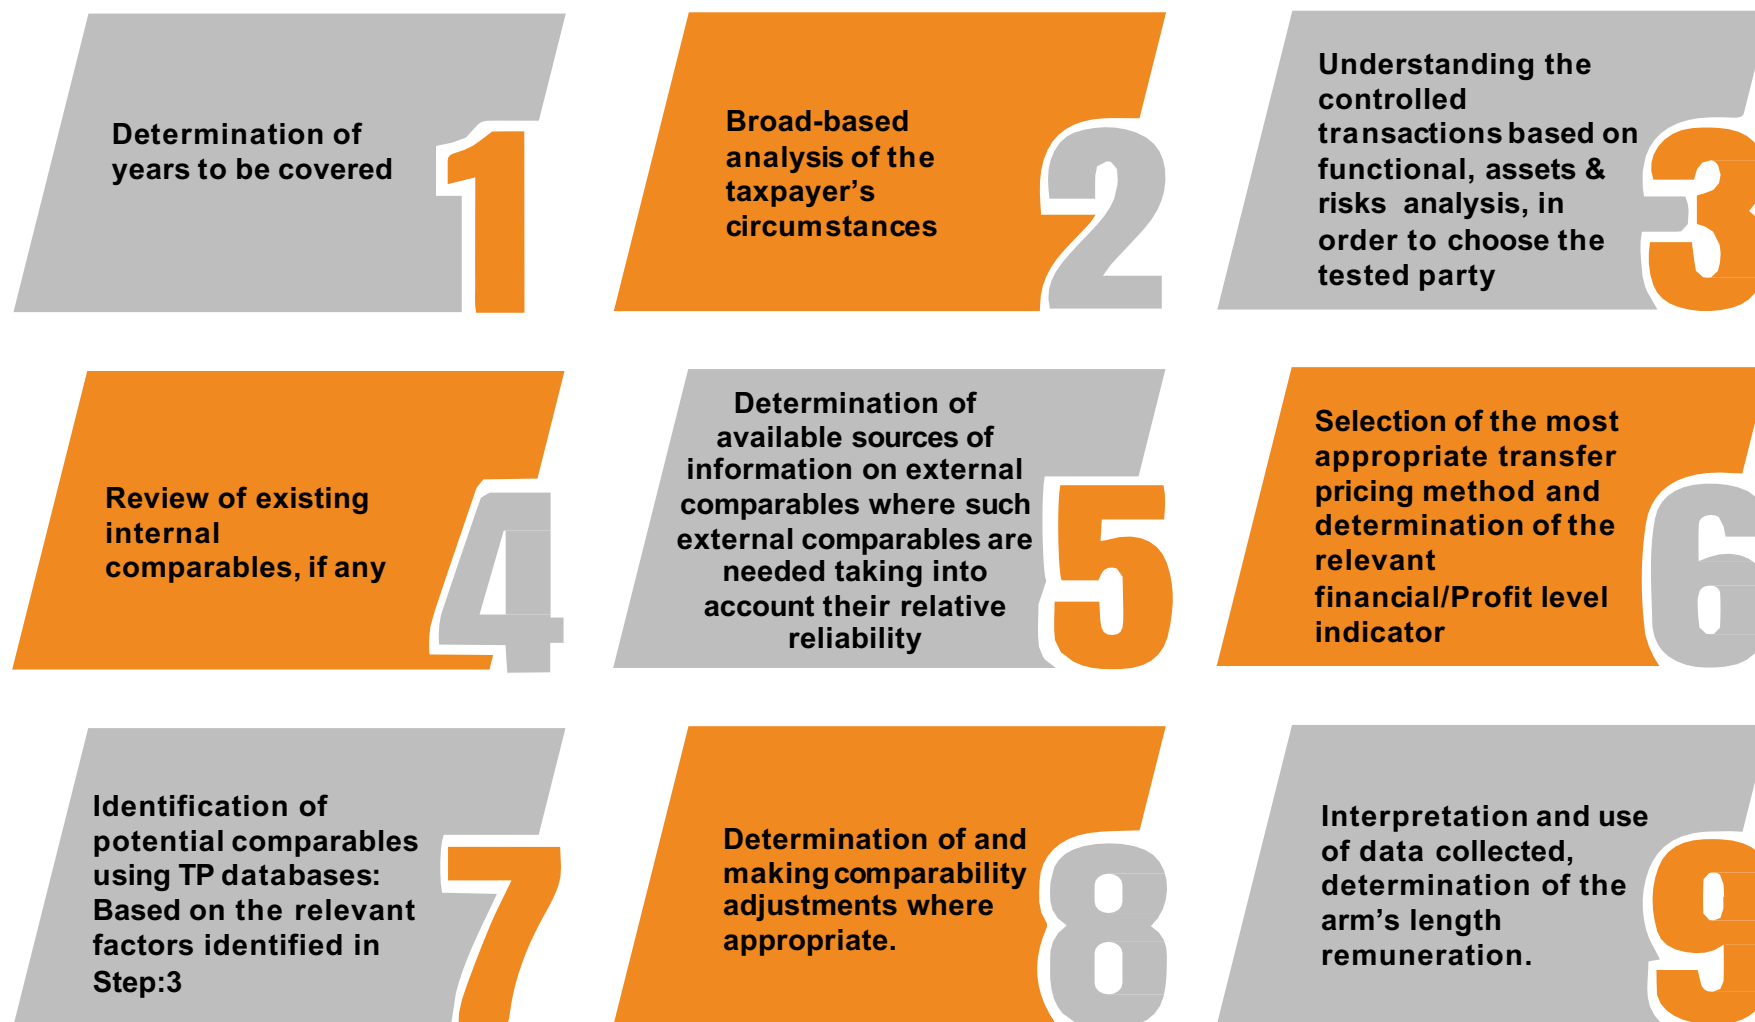 Determination of
years to be covered
1
Broad-based
analysis of the
taxpayer’s
circumstances
2
Understanding the
controlled
transactions based on
functional, assets &
risks analysis, in
order to choose the
tested party
3
Review of existing
internal
comparables, if any
4
Determination of
available sources of
information on external
comparables where such
external comparables are
needed taking into
account their relative
reliability
5
Selection of the most
appropriate transfer
pricing method and
determination of the
relevant
financial/Profit level
indicator
6
Identification of
potential comparables
using TP databases:
Based on the relevant
factors identified in
Step:3
7
Determination of and
making comparability
adjustments where
appropriate.
8
Interpretation and use
of data collected,
determination of the
arm’s length
remuneration.
9